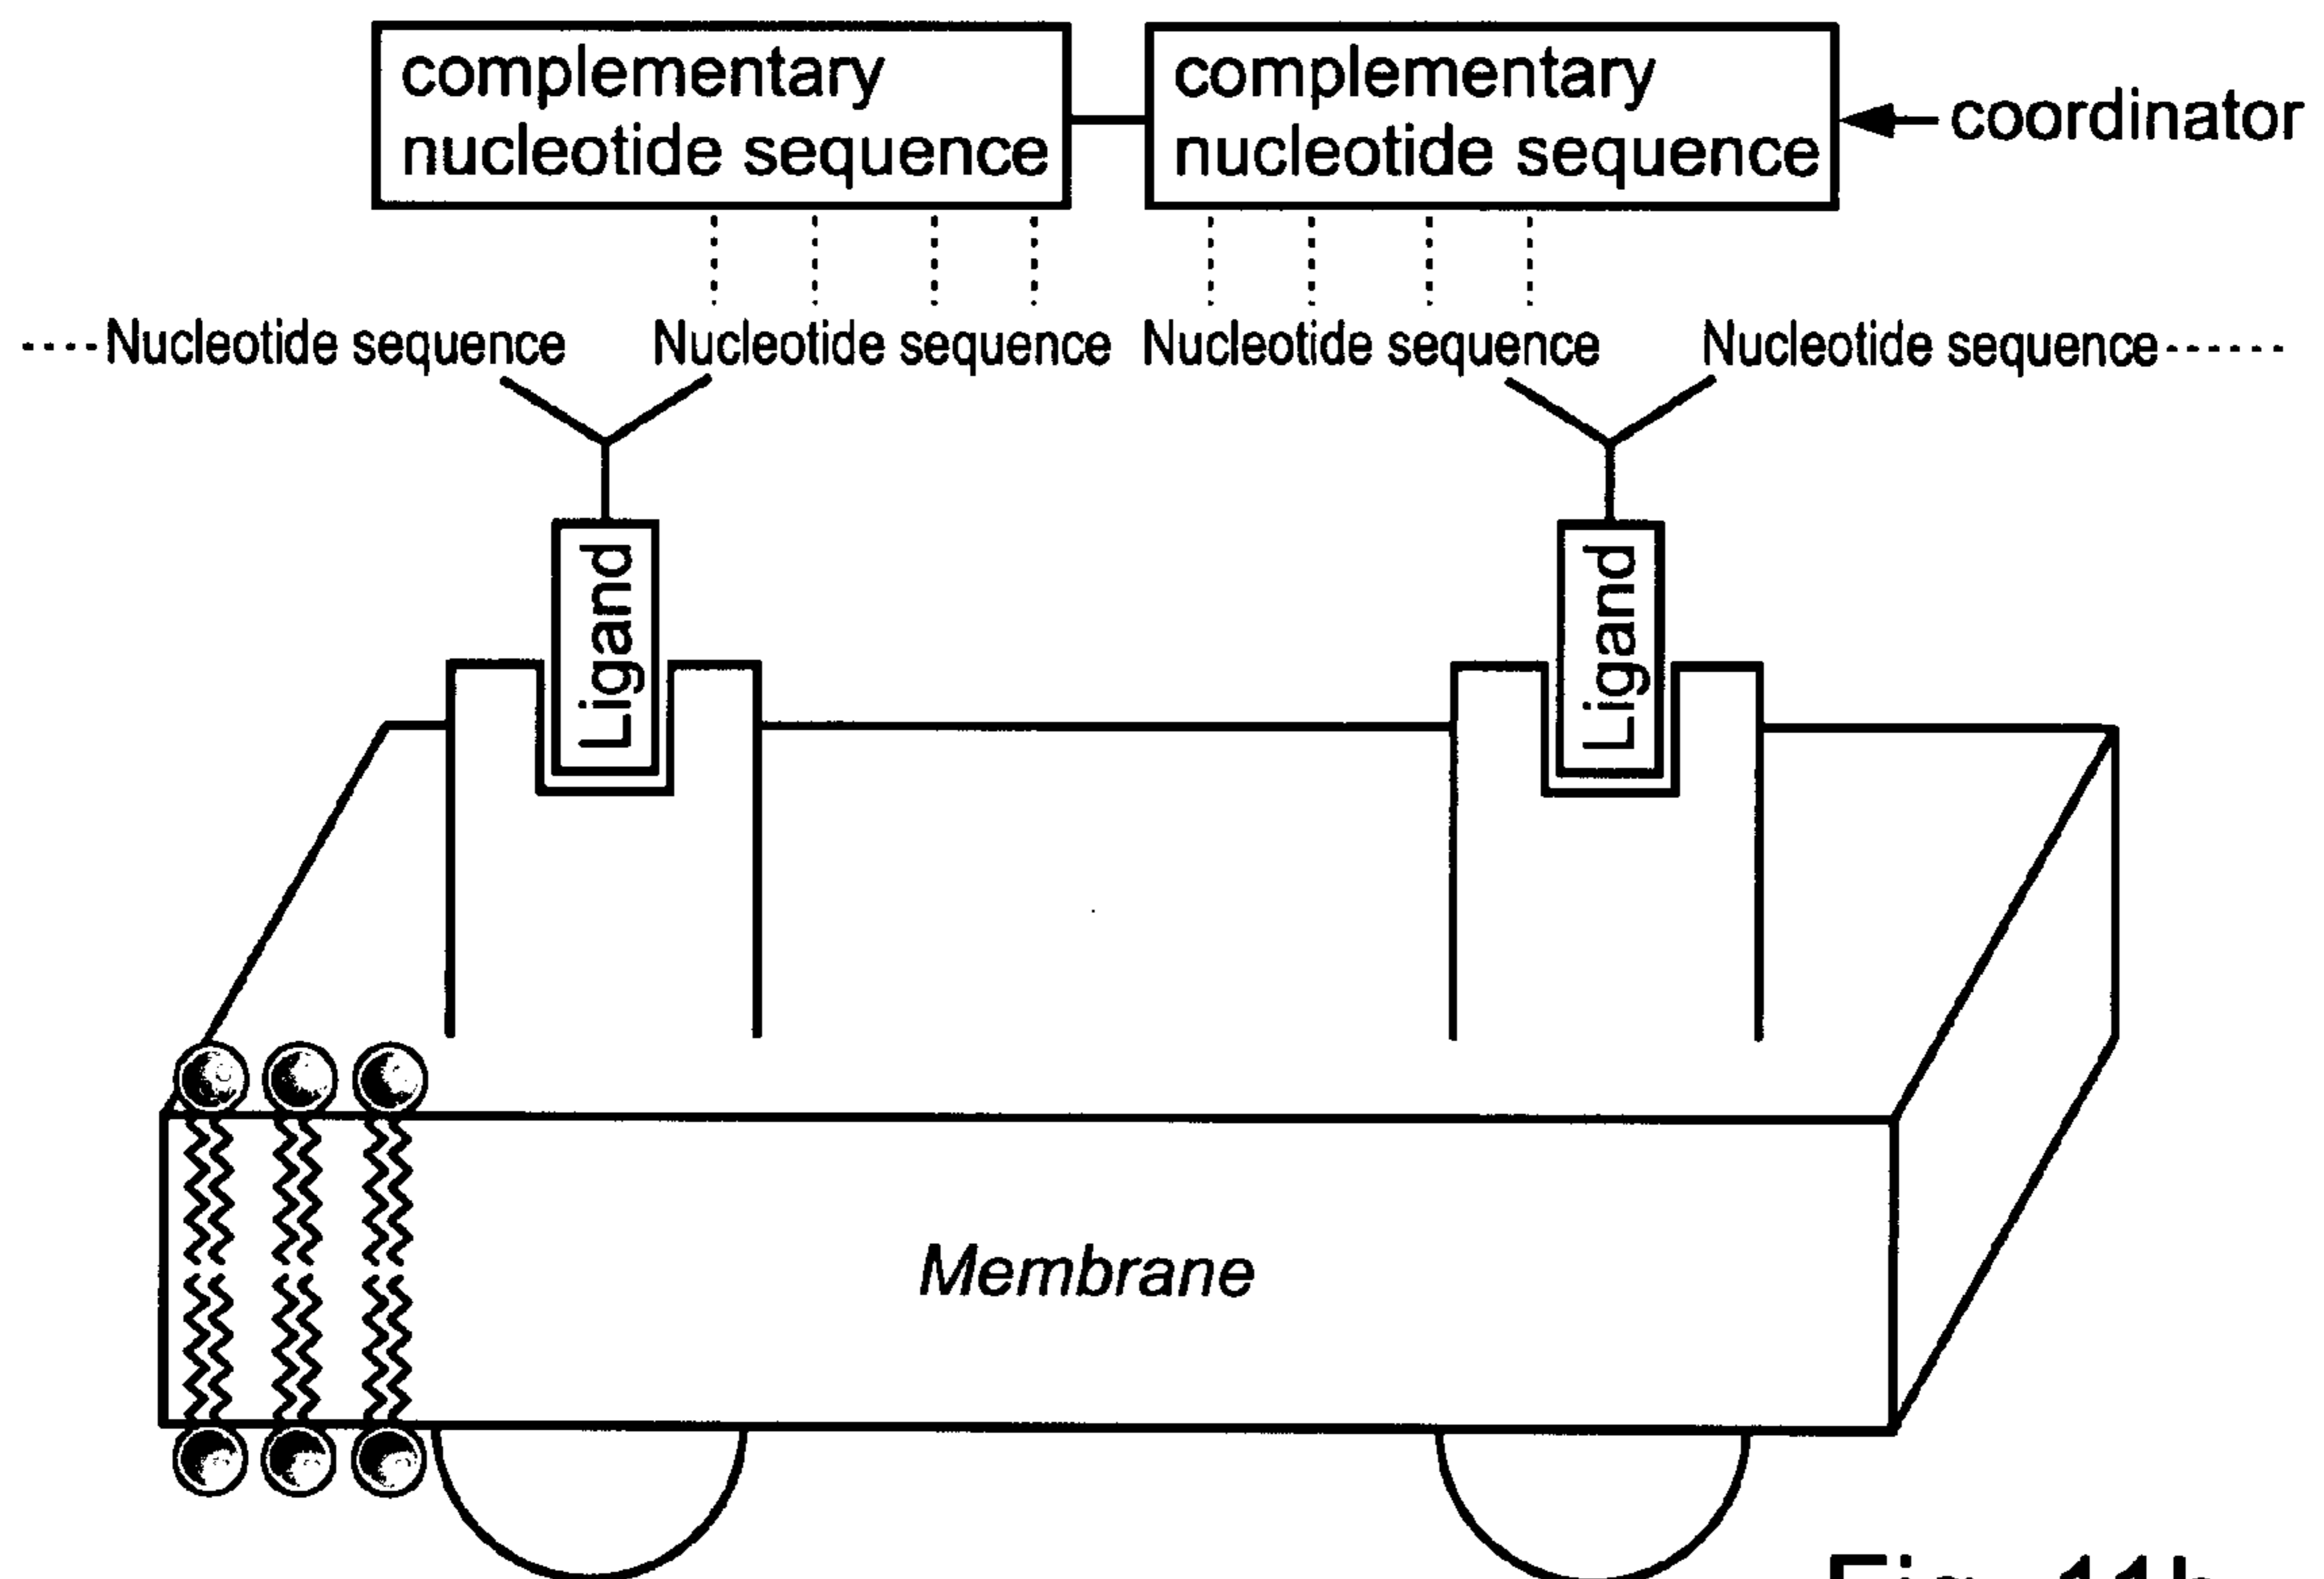 complementary
nucleotide sequence
complementary
nucleotide sequence
coordinator
····Nucleotide sequence
Nucleotide sequence
Nucleotide sequence
Nucleotide sequence······
Ligand
Ligand
Membrane